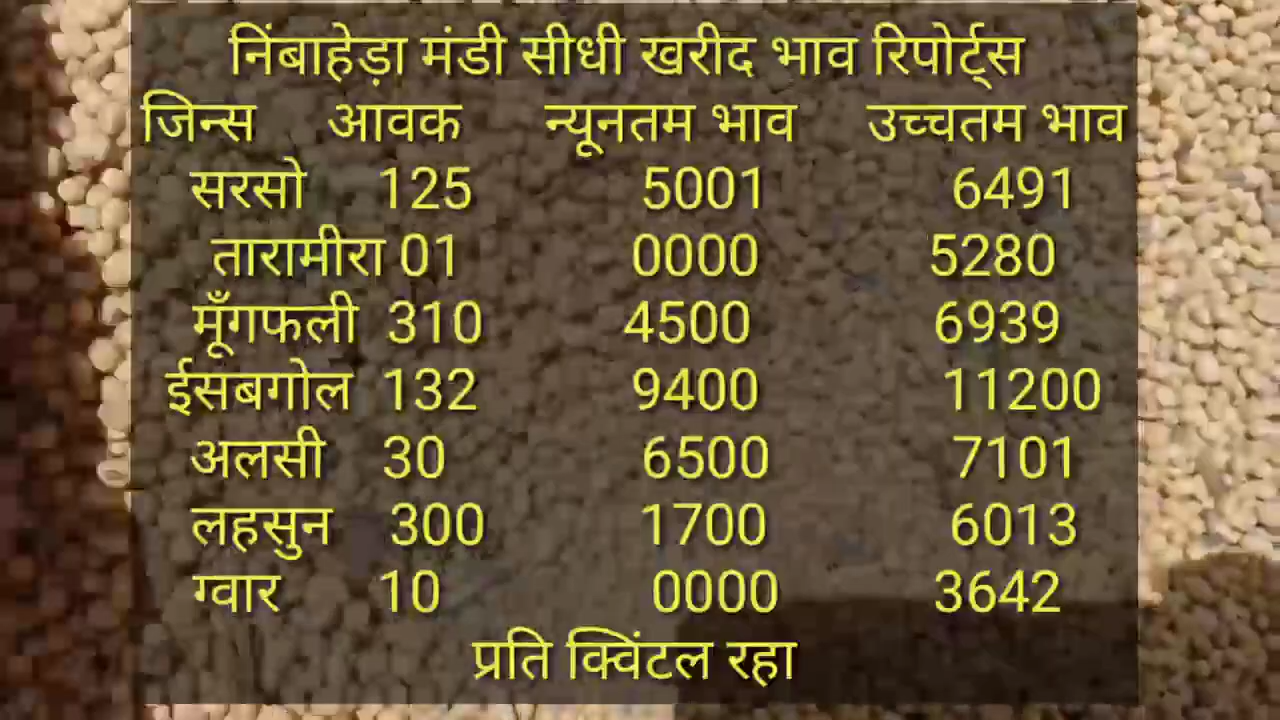 निंबाहेड़ा मंडी सीधी खरीद भाव रिपोर्ट्स
जिन्स आवक न्यूनतम भाव उच्चतम भाव
सरसो 125 5001 6491
तारामीरा 01 0000 5280
मूँगफली 310 4500 6939
ईसबगोल 132 9400 11200
अलसी 30 6500 7101
लहसुन 300 1700 6013
ग्वार 10 0000 3642
प्रति क्विंटल रहा